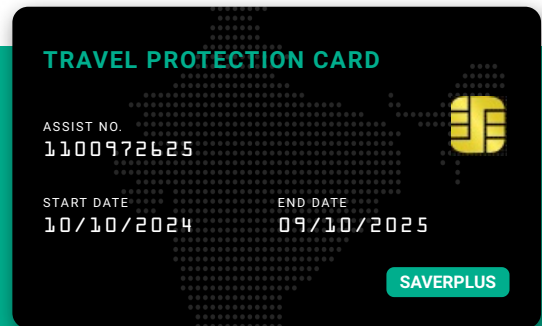 TRAVEL PROTECTION CARD
ASSIST NO.
1100972625
START DATE END DATE
10/10/2024 09/10/2025
SAVERPLUS